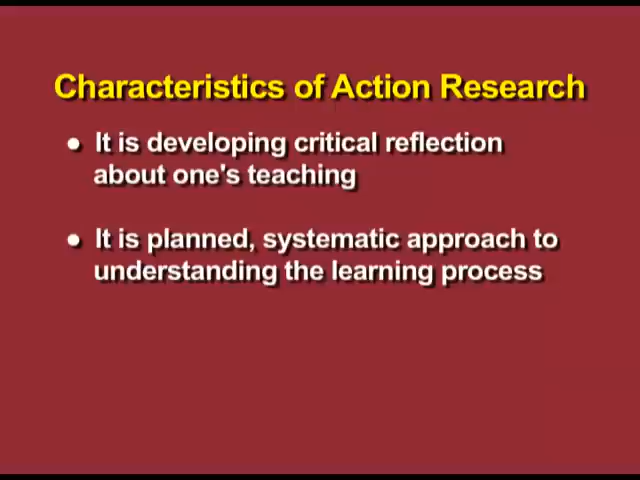 Characteristics of Action Research
● It is developing critical reflection
about one's teaching
● It is planned, systematic approach to
understanding the learning process